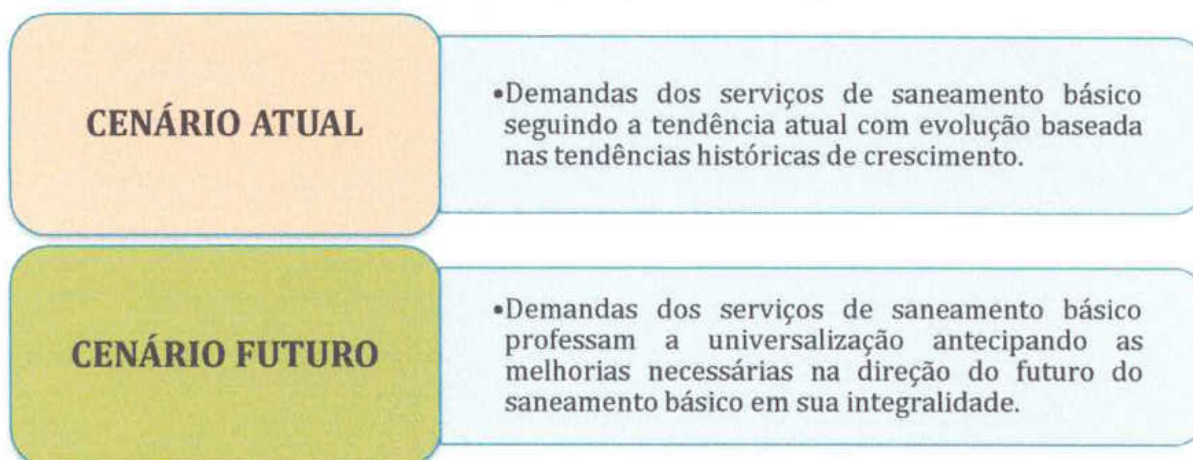 CENÁRIO ATUAL
•Demandas dos serviços de saneamento básico
seguindo a tendência atual com evolução baseada
nas tendências históricas de crescimento.
CENÁRIO FUTURO
•Demandas dos serviços de saneamento básico
professam a universalização antecipando as
melhorias necessárias na direção do futuro do
saneamento básico em sua integralidade.